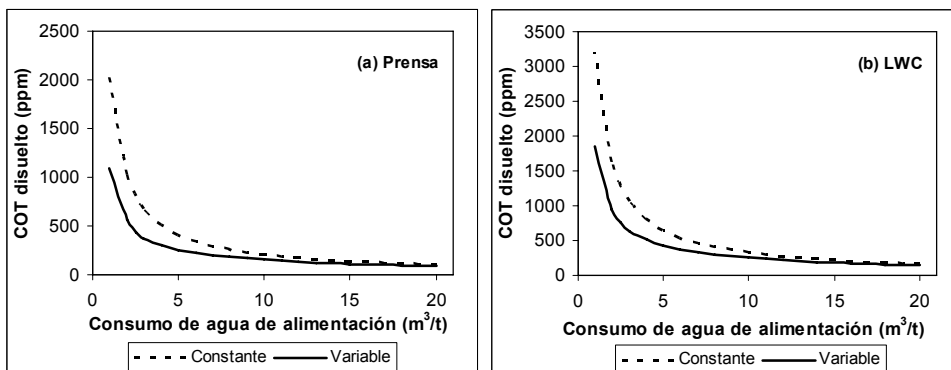 (a) Prensa
COT disuelto (ppm)
2500
2000
1500
1000
500
0
0 5 10 15 20
Consumo de agua de alimentación (m³/t)
Constante Variable
(b) LWC
COT disuelto (ppm)
3500
3000
2500
2000
1500
1000
500
0
0 5 10 15 20
Consumo de agua de alimentación (m³/t)
Constante Variable